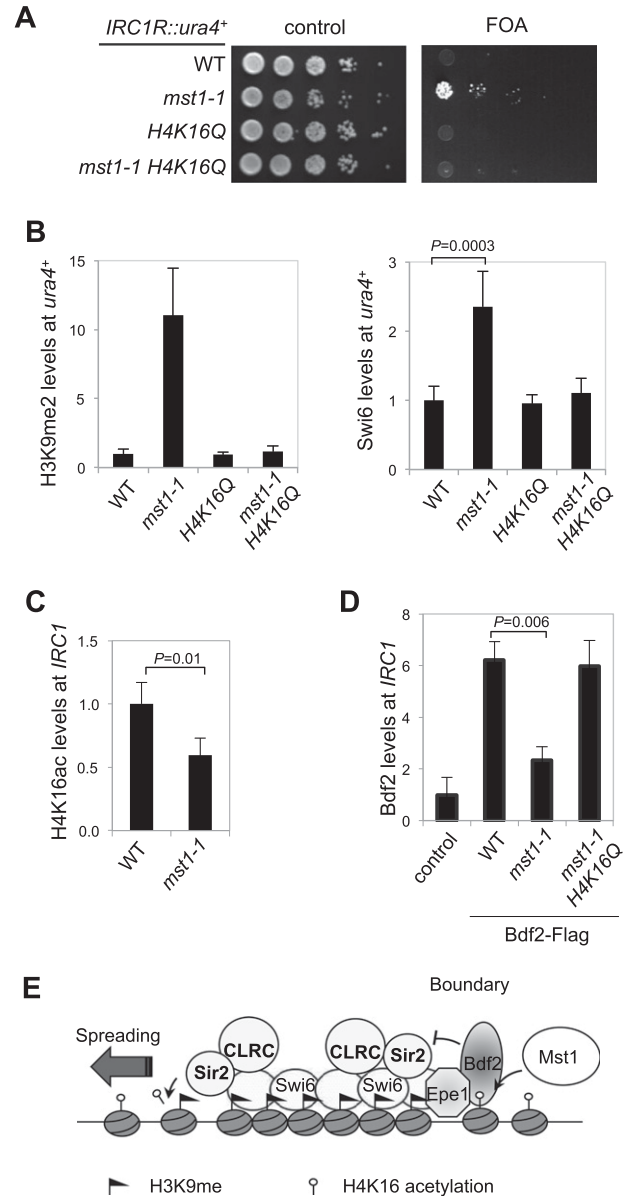 A
IRC1R::ura4+ control FOA
WT
mst1-1
H4K16Q
mst1-1 H4K16Q
B
H3K9me2 levels at ura4+
15
10
5
0
WT
mst1-1
H4K16Q
mst1-1
H4K16Q
Swi6 levels at ura4+
P=0.0003
3
2
1
0
WT
mst1-1
H4K16Q
mst1-1
H4K16Q
C
H4K16ac levels at IRC1
1.5
P=0.01
1.0
0.5
0.0
WT
mst1-1
D
Bdf2 levels at IRC1
8
P=0.006
6
4
2
0
control
WT
mst1-1
mst1-1
H4K16Q
Bdf2-Flag
E
Boundary
Spreading
CLRC CLRC
Sir2 Sir2 Bdf2 Mst1
Swi6 Swi6 Epe1
H3K9me H4K16 acetylation